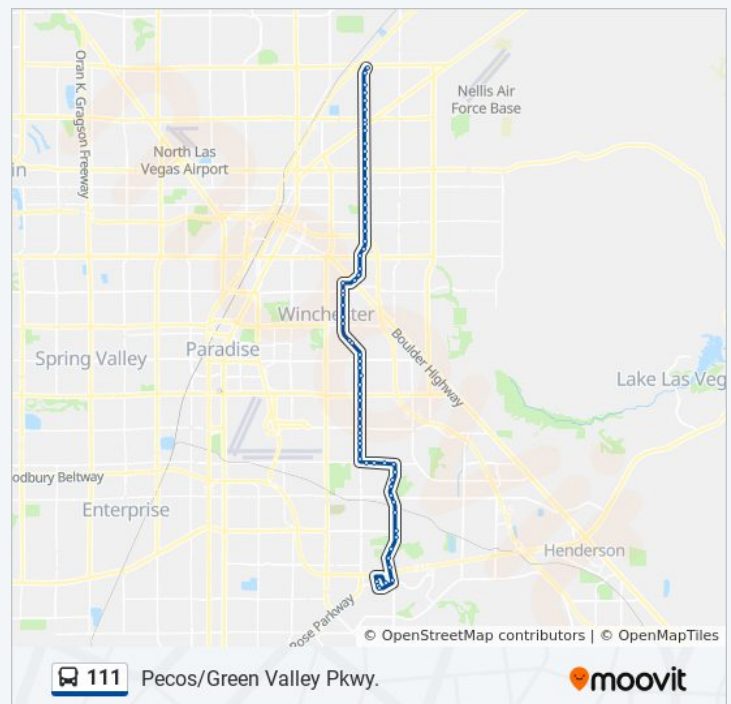 Oran K. Gragson Freeway
Nellis Air
Force Base
North Las
Vegas Airport
in
Winchester
Boulder Highway
Paradise
Spring Valley
Lake Las Veg
odbury Beltway
Enterprise
Henderson
Rose Parkway
© OpenStreetMap contributors | © OpenMapTiles
111 Pecos/Green Valley Pkwy.
moovit